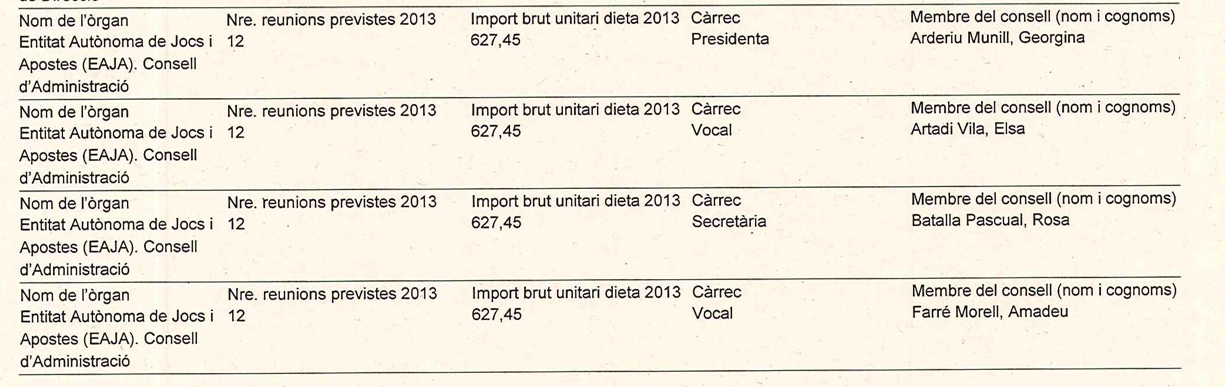 Nom de l'òrgan Nre. reunions previstes 2013 Import brut unitari dieta 2013 Càrrec Membre del consell (nom i cognoms)
Entitat Autònoma de Jocs i 12 627,45 Presidenta Arderiu Munill, Georgina
Apostes (EAJA). Consell
d'Administració
Nom de l'òrgan Nre. reunions previstes 2013 Import brut unitari dieta 2013 Càrrec Membre del consell (nom i cognoms)
Entitat Autònoma de Jocs i 12 627,45 Vocal Artadi Vila, Elsa
Apostes (EAJA). Consell
d'Administració
Nom de l'òrgan Nre. reunions previstes 2013 Import brut unitari dieta 2013 Càrrec Membre del consell (nom i cognoms)
Entitat Autònoma de Jocs i 12 627,45 Secretària Batalla Pascual, Rosa
Apostes (EAJA). Consell
d'Administració
Nom de l'òrgan Nre. reunions previstes 2013 Import brut unitari dieta 2013 Càrrec Membre del consell (nom i cognoms)
Entitat Autònoma de Jocs i 12 627,45 Vocal Farré Morell, Amadeu
Apostes (EAJA). Consell
d'Administració